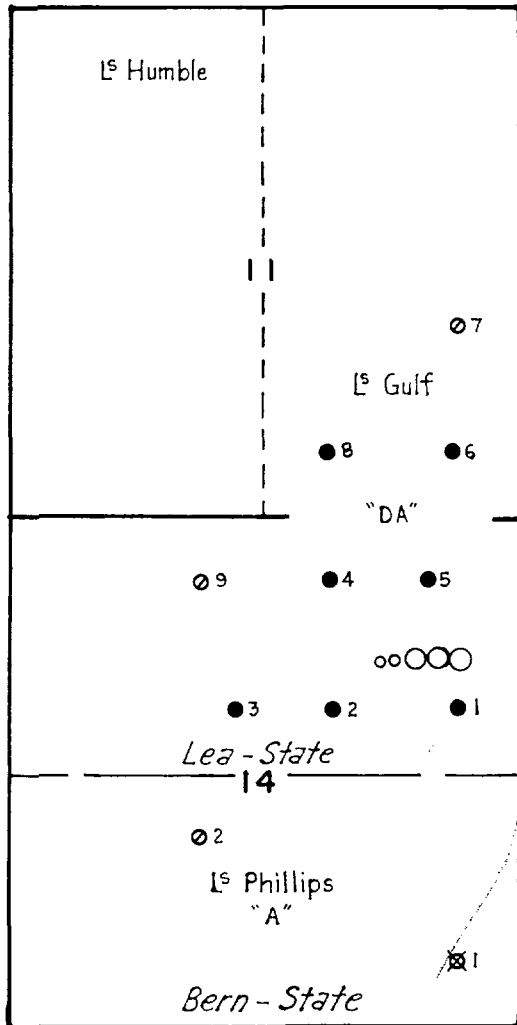 Ls Humble
11
7
Ls Gulf
8 6
"DA"
9 4 5
3 2 1
Lea-State
14
2
Ls Phillips
"A"
1
Bern-State